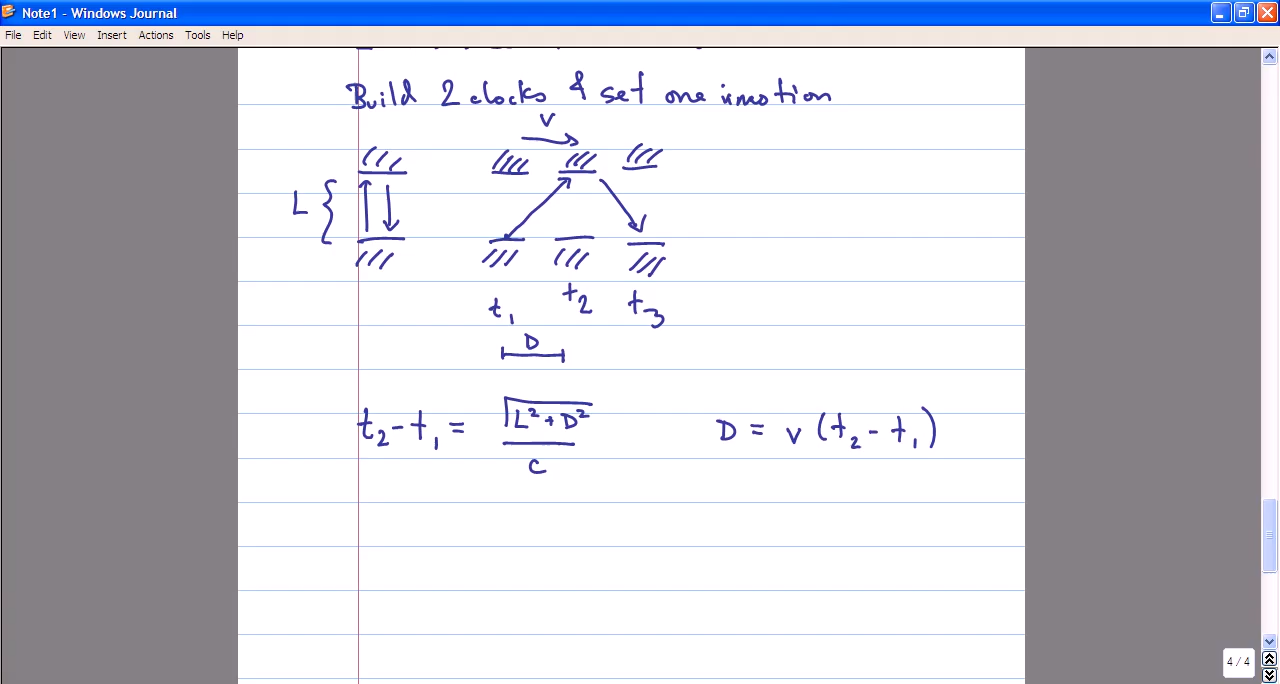 Note1 - Windows Journal
File Edit View Insert Actions Tools Help
Build 2 clocks & set one in motion
V
L
t₁ t₂ t₃
D
t₂ - t₁ = √(L² + D²) / c
D = v (t₂ - t₁)
4 / 4